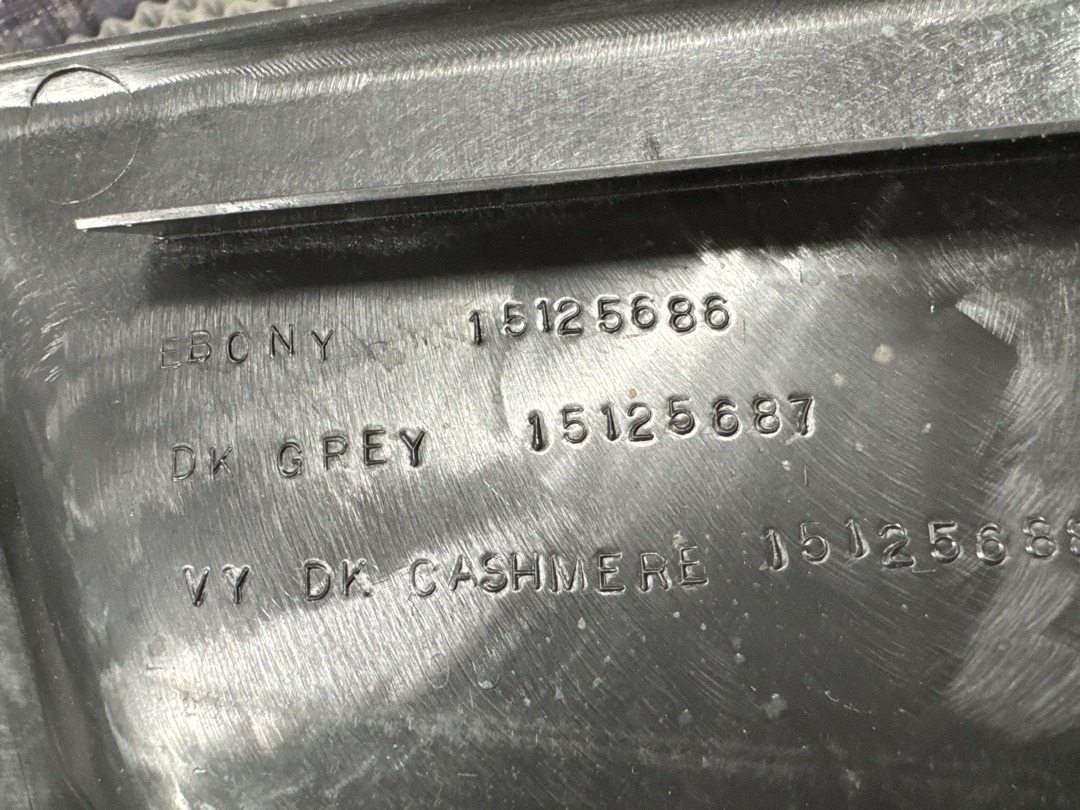 EBONY 15125686
DK GREY 15125687
VY DK CASHMERE